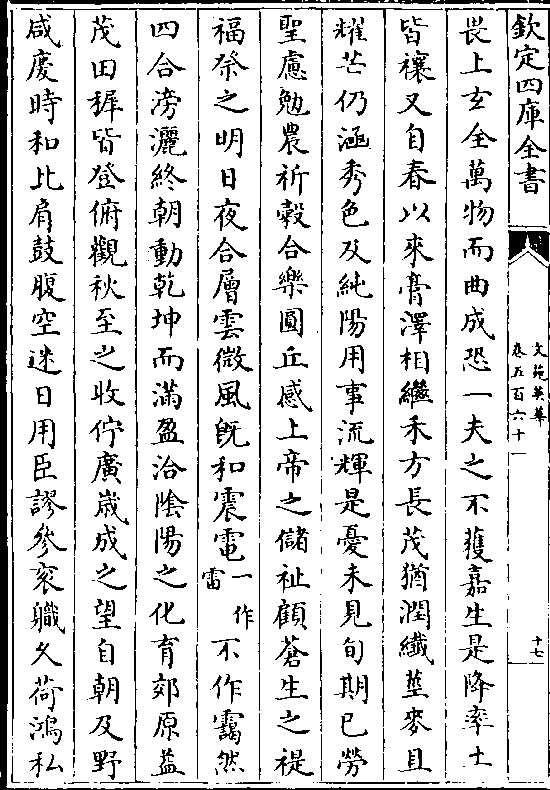 欽定四庫全書
文苑英華
卷五百六十一
十七
畏上玄全萬物而曲成恐一夫之不獲嘉生是降率土
皆禳又自春以來膏澤相繼禾方長茂猶潤纖莖麥且
耀芒仍涵秀色及純陽用事流輝是憂未見旬期已勞
聖慮勉農祈榖合樂圜丘感上帝之儲祉顧蒼生之禔
福祭之明日夜合層雲微風既和震電一作雷不作靄然
四合滂灑終朝動乾坤而滿盈洽陰陽之化育郊原益
茂田穉皆登俯觀秋至之收佇廣嵗成之望自朝及野
咸慶時和比肩鼓腹空迷日用臣謬參衮職久荷鴻私